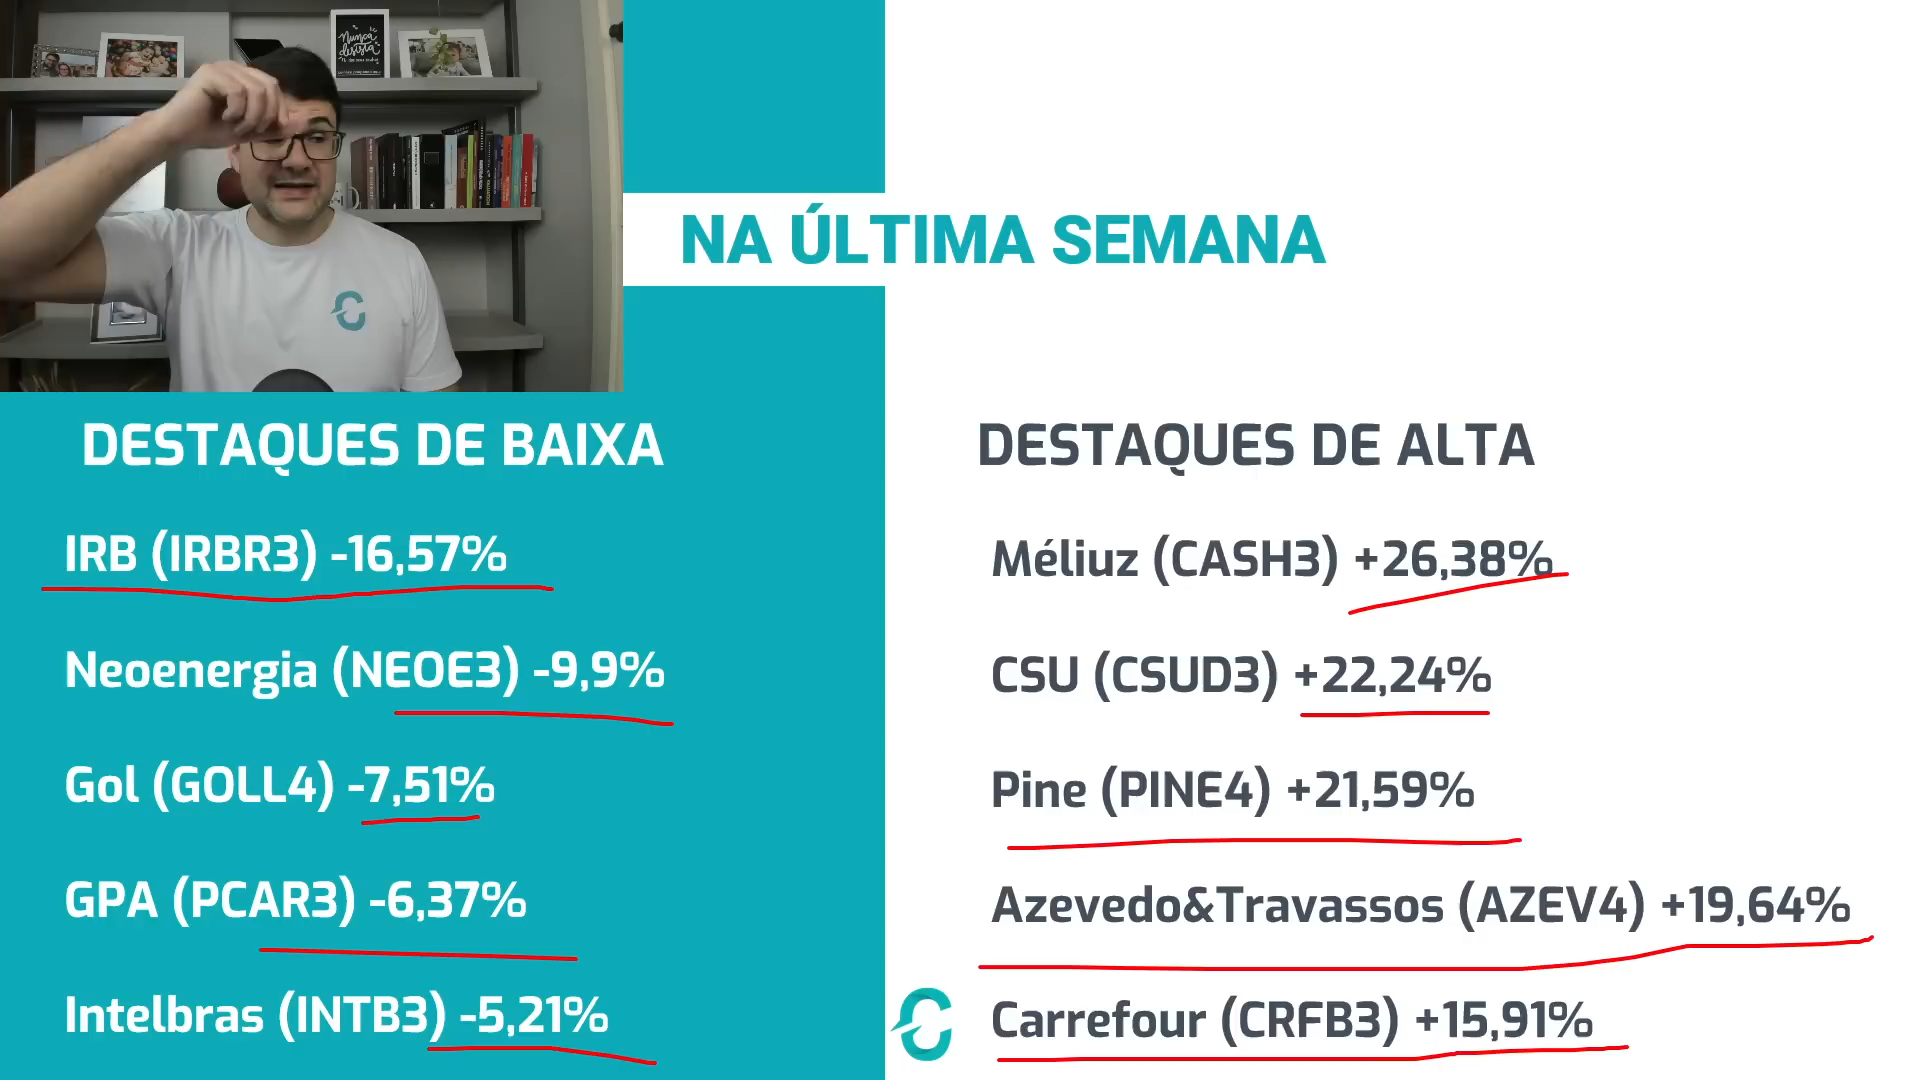 Nunca
desista
NA ÚLTIMA SEMANA
DESTAQUES DE BAIXA
IRB (IRBR3) -16,57%
Neoenergia (NEOE3) -9,9%
Gol (GOLL4) -7,51%
GPA (PCAR3) -6,37%
Intelbras (INTB3) -5,21%
DESTAQUES DE ALTA
Méliuz (CASH3) +26,38%
CSU (CSUD3) +22,24%
Pine (PINE4) +21,59%
Azevedo&Travassos (AZEV4) +19,64%
Carrefour (CRFB3) +15,91%